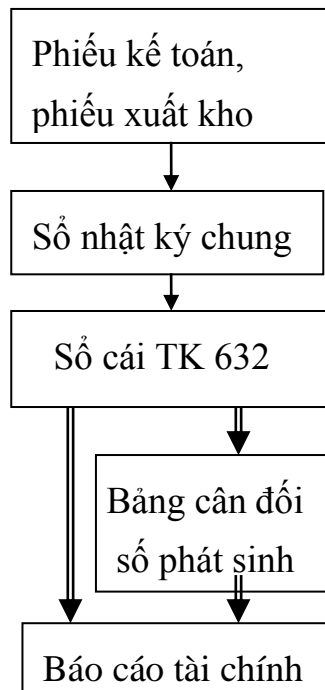 Phiếu kế toán,
phiếu xuất kho
Sổ nhật ký chung
Sổ cái TK 632
Bảng cân đối
số phát sinh
Báo cáo tài chính